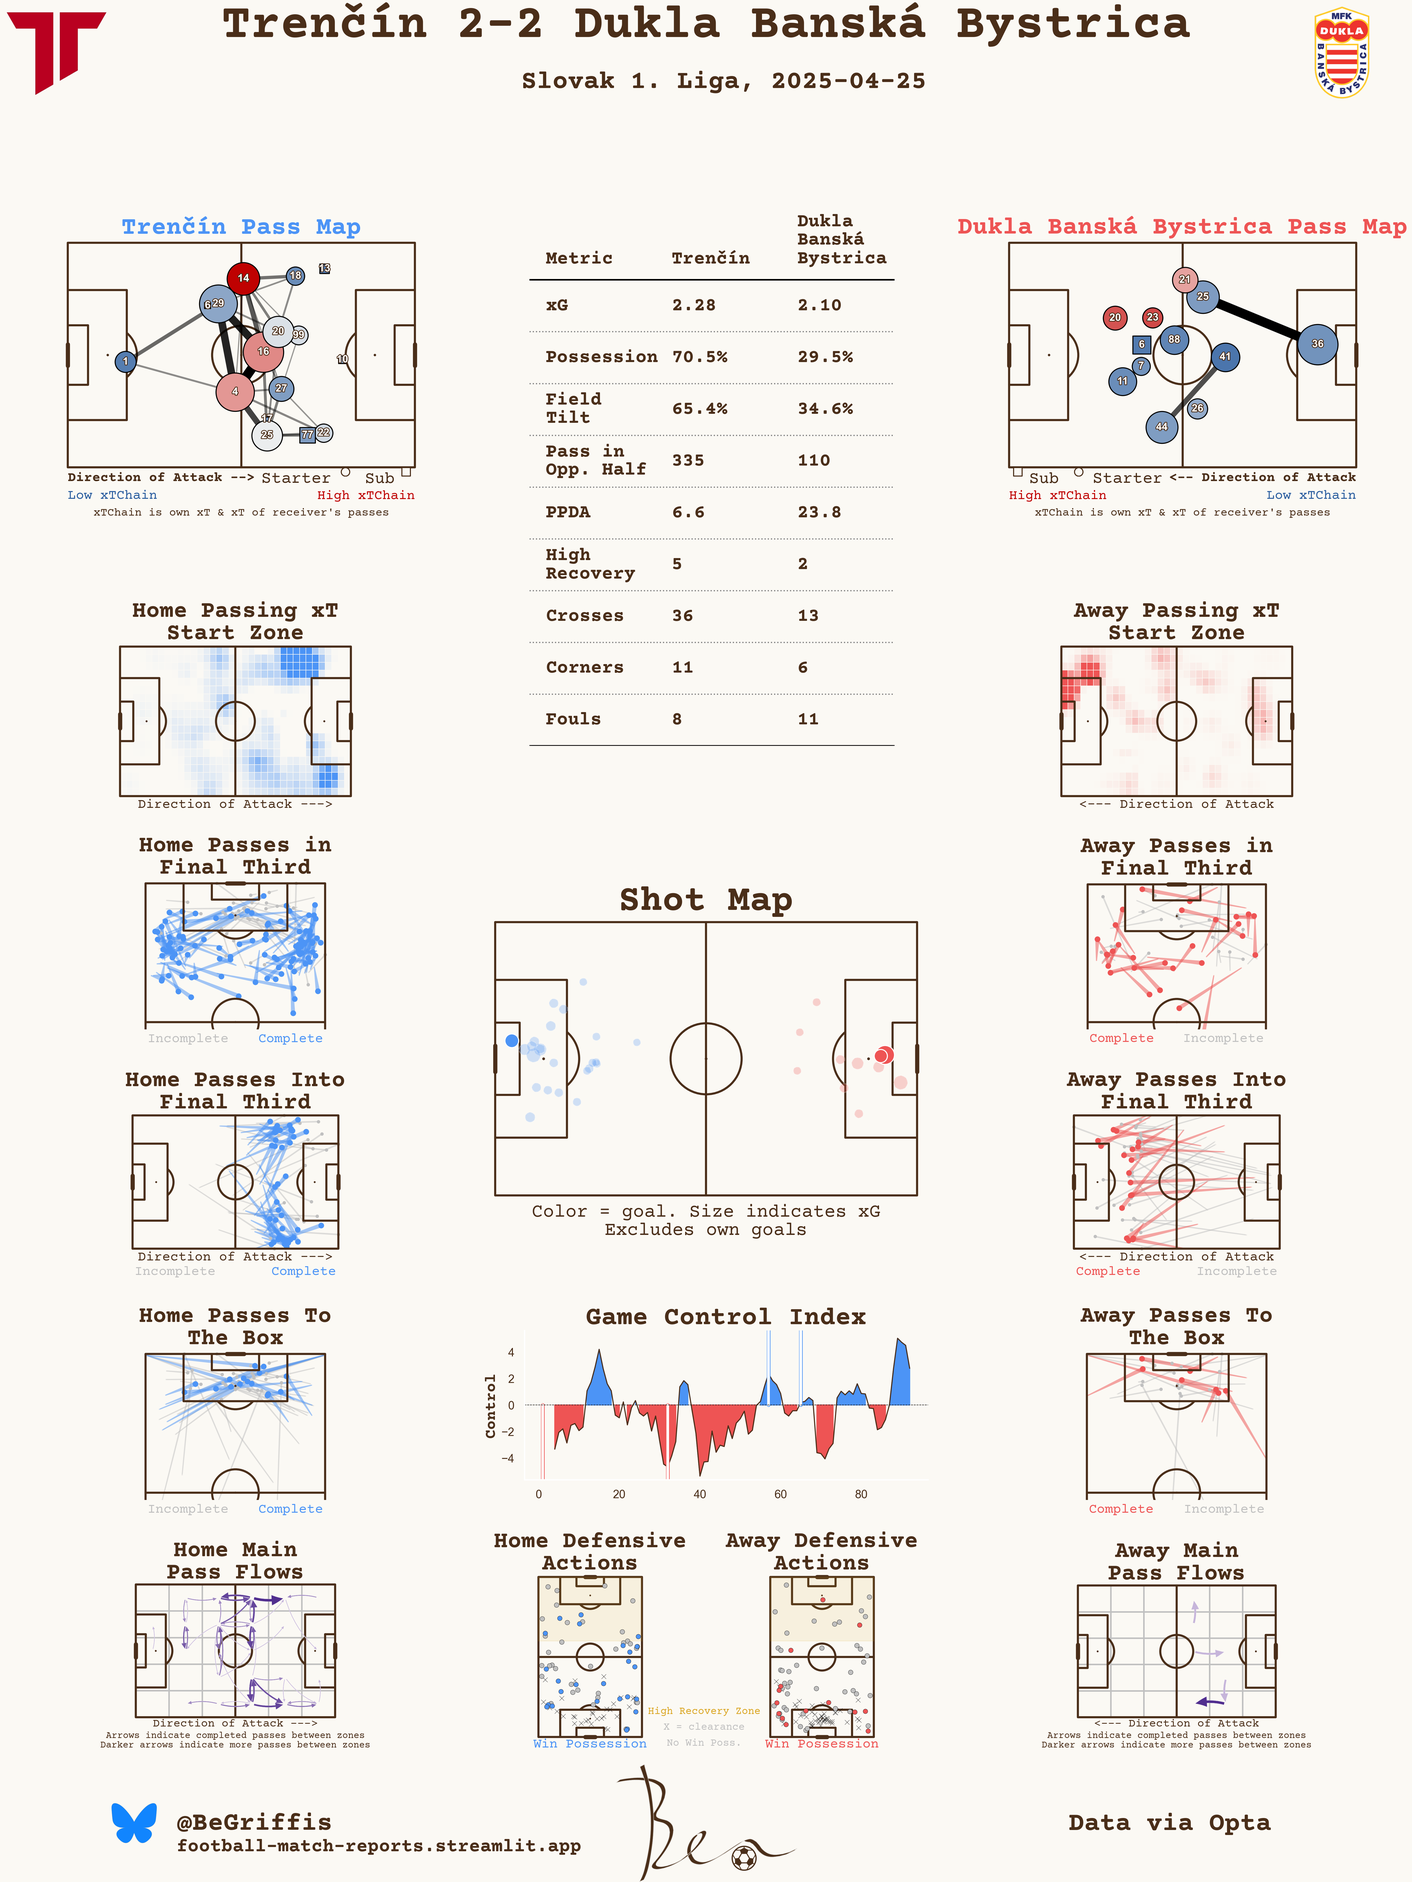 Trenčín 2-2 Dukla Banská Bystrica
Slovak 1. Liga, 2025-04-25
MFK
DUKLA
BANSKÁ BYSTRICA
Trenčín Pass Map
14
18
13
6
29
20
99
16
10
1
4
27
17
25
77
22
Direction of Attack --> Starter Sub
Low xTChain High xTChain
xTChain is own xT & xT of receiver's passes
Metric Trenčín Dukla
Banská
Bystrica
xG 2.28 2.10
Possession 70.5% 29.5%
Field
Tilt 65.4% 34.6%
Pass in
Opp. Half 335 110
PPDA 6.6 23.8
High
Recovery 5 2
Crosses 36 13
Corners 11 6
Fouls 8 11
Dukla Banská Bystrica Pass Map
21
25
20
23
88
6
41
36
7
11
26
44
Sub Starter <-- Direction of Attack
High xTChain Low xTChain
xTChain is own xT & xT of receiver's passes
Home Passing xT
Start Zone
Direction of Attack --->
Away Passing xT
Start Zone
<--- Direction of Attack
Home Passes in
Final Third
Incomplete Complete
Away Passes in
Final Third
Complete Incomplete
Shot Map
Color = goal. Size indicates xG
Excludes own goals
Home Passes Into
Final Third
Direction of Attack --->
Incomplete Complete
Away Passes Into
Final Third
<--- Direction of Attack
Complete Incomplete
Home Passes To
The Box
Incomplete Complete
Game Control Index
Control
4
2
0
−2
−4
0 20 40 60 80
Away Passes To
The Box
Complete Incomplete
Home Main
Pass Flows
Direction of Attack --->
Arrows indicate completed passes between zones
Darker arrows indicate more passes between zones
Home Defensive
Actions
Win Possession
Away Defensive
Actions
Win Possession
High Recovery Zone
X = clearance
No Win Poss.
Away Main
Pass Flows
<--- Direction of Attack
Arrows indicate completed passes between zones
Darker arrows indicate more passes between zones
@BeGriffis
football-match-reports.streamlit.app
Ben
Data via Opta